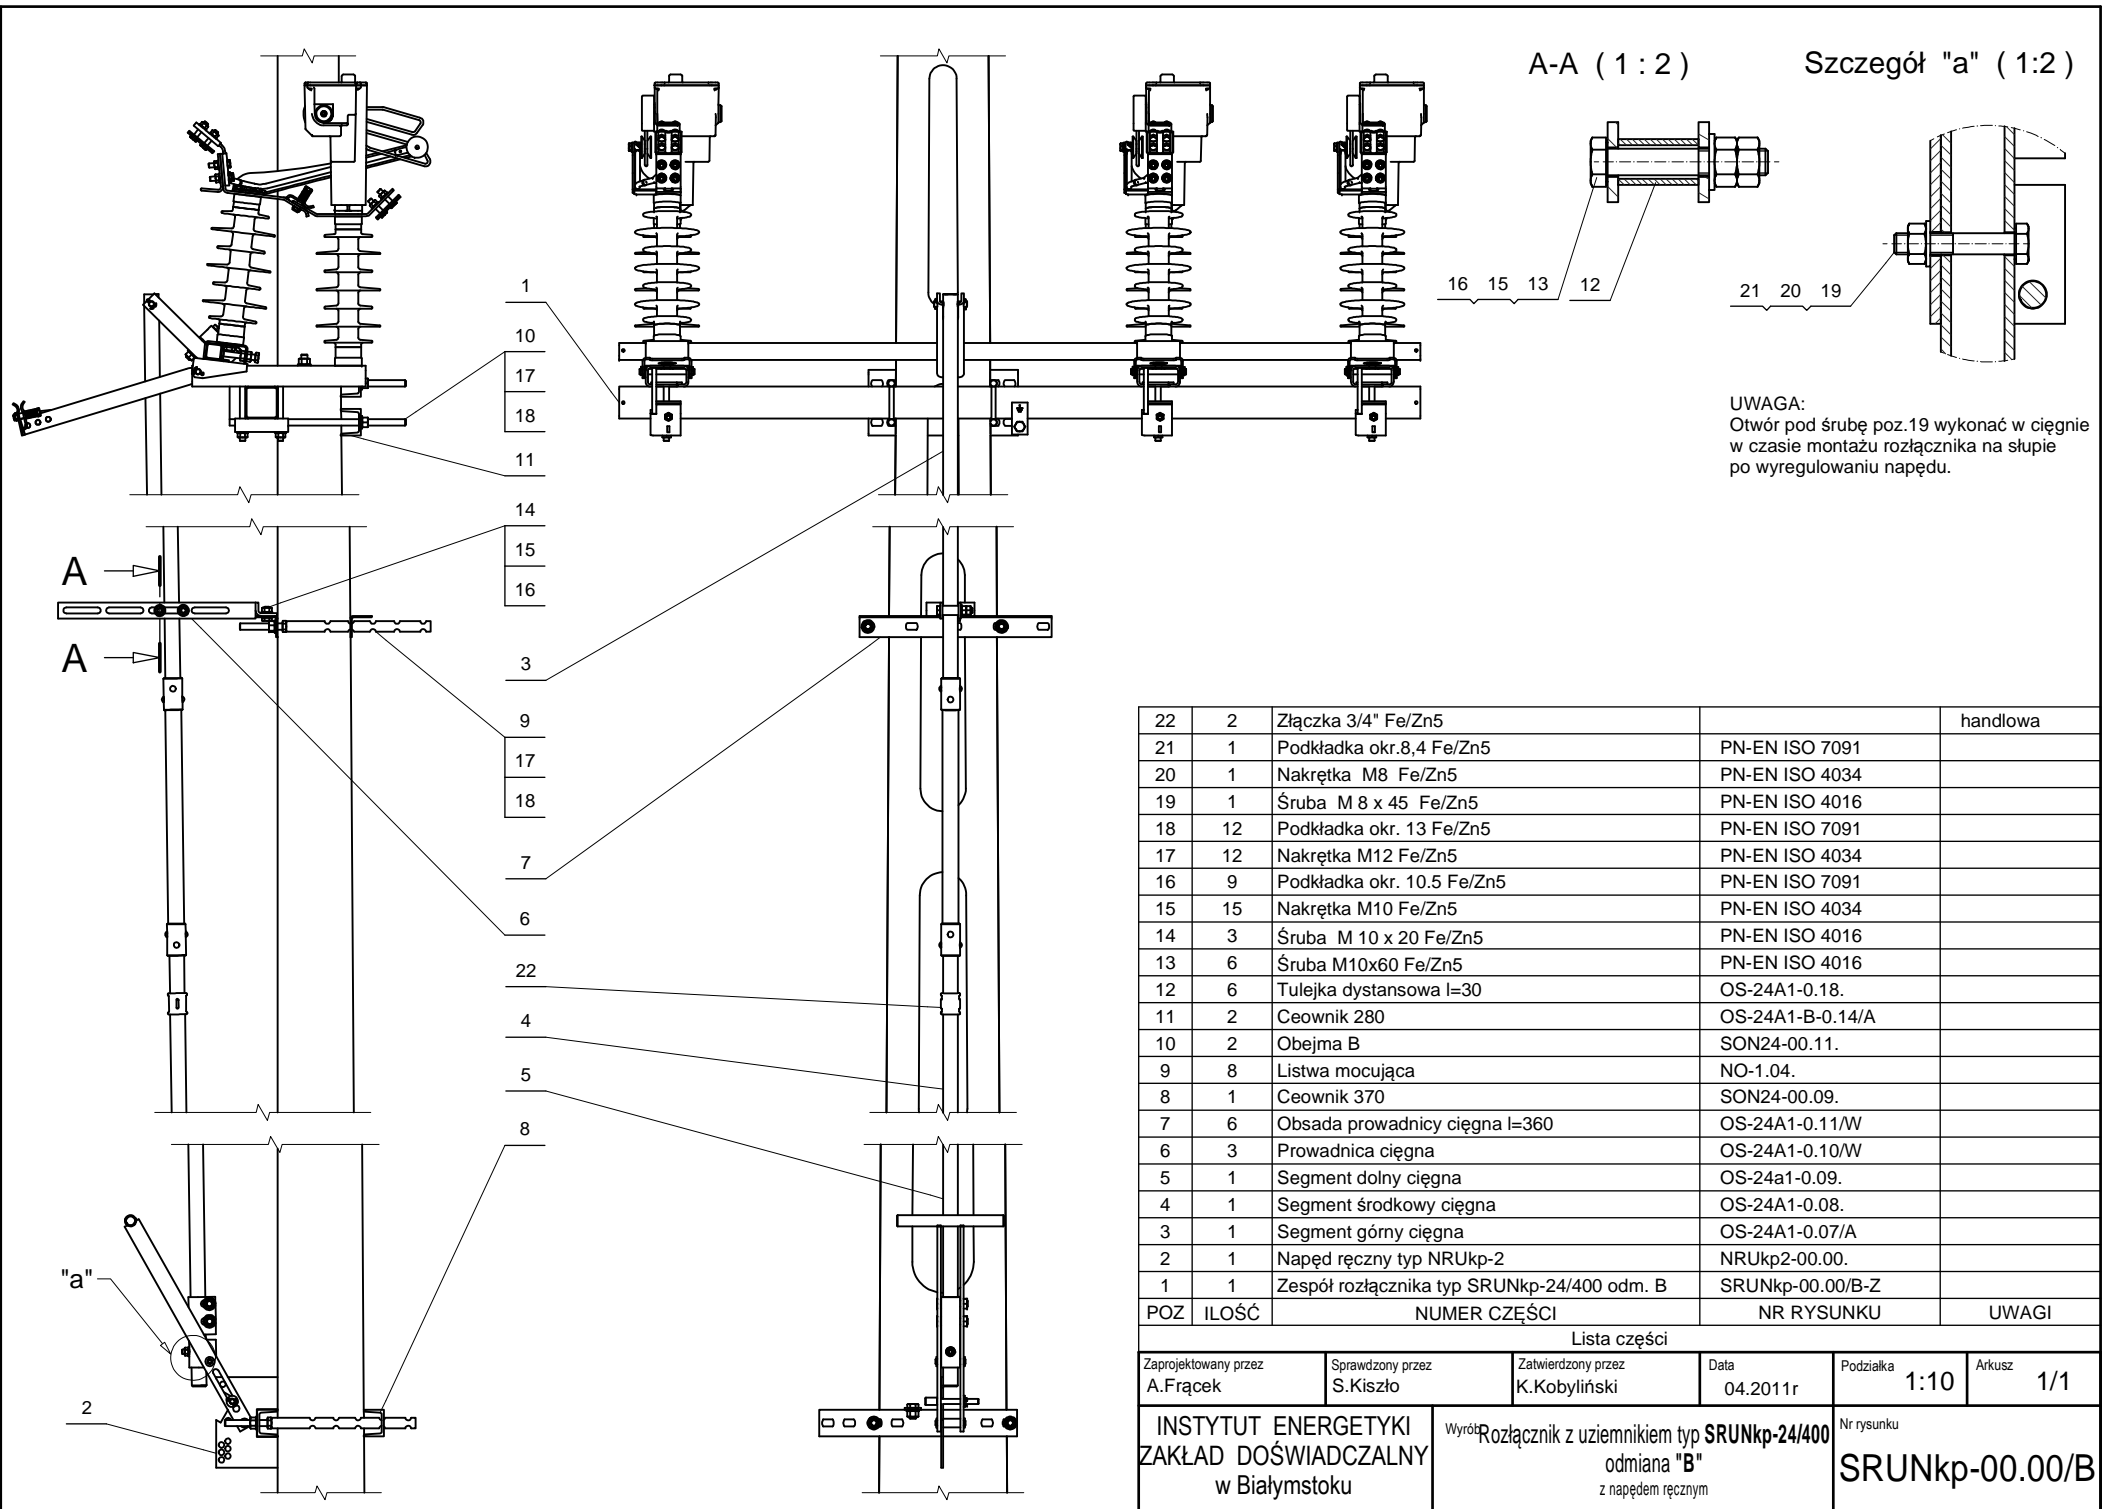 A-A ( 1 : 2 )
Szczegół "a" ( 1:2 )
16 15 13 12
21 20 19
UWAGA:
Otwór pod śrubę poz.19 wykonać w cięgnie
w czasie montażu rozłącznika na słupie
po wyregulowaniu napędu.
1
10
17
18
11
14
15
16
3
9
17
18
7
6
22
4
5
8
A
A
"a"
2
22 2 Złączka 3/4" Fe/Zn5 handlowa
21 1 Podkładka okr.8,4 Fe/Zn5 PN-EN ISO 7091
20 1 Nakrętka M8 Fe/Zn5 PN-EN ISO 4034
19 1 Śruba M 8 x 45 Fe/Zn5 PN-EN ISO 4016
18 12 Podkładka okr. 13 Fe/Zn5 PN-EN ISO 7091
17 12 Nakrętka M12 Fe/Zn5 PN-EN ISO 4034
16 9 Podkładka okr. 10.5 Fe/Zn5 PN-EN ISO 7091
15 15 Nakrętka M10 Fe/Zn5 PN-EN ISO 4034
14 3 Śruba M 10 x 20 Fe/Zn5 PN-EN ISO 4016
13 6 Śruba M10x60 Fe/Zn5 PN-EN ISO 4016
12 6 Tulejka dystansowa l=30 OS-24A1-0.18.
11 2 Ceownik 280 OS-24A1-B-0.14/A
10 2 Obejma B SON24-00.11.
9 8 Listwa mocująca NO-1.04.
8 1 Ceownik 370 SON24-00.09.
7 6 Obsada prowadnicy cięgna l=360 OS-24A1-0.11/W
6 3 Prowadnica cięgna OS-24A1-0.10/W
5 1 Segment dolny cięgna OS-24a1-0.09.
4 1 Segment środkowy cięgna OS-24A1-0.08.
3 1 Segment górny cięgna OS-24A1-0.07/A
2 1 Napęd ręczny typ NRUkp-2 NRUkp2-00.00.
1 1 Zespół rozłącznika typ SRUNkp-24/400 odm. B SRUNkp-00.00/B-Z
POZ ILOŚĆ NUMER CZĘŚCI NR RYSUNKU UWAGI
Lista części
Zaprojektowany przez Sprawdzony przez Zatwierdzony przez Data Podziałka 1:10 Arkusz 1/1
A.Frącek S.Kiszło K.Kobyliński 04.2011r
INSTYTUT ENERGETYKI
ZAKŁAD DOŚWIADCZALNY
w Białymstoku
Wyrób Rozłącznik z uziemnikiem typ SRUNkp-24/400
odmiana "B"
z napędem ręcznym
Nr rysunku
SRUNkp-00.00/B